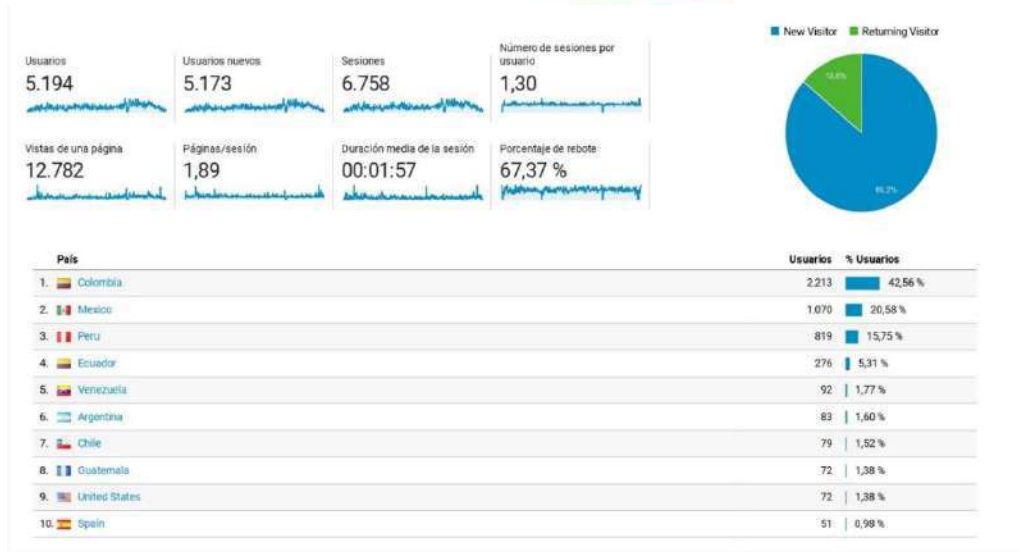 New Visitor Returning Visitor
Usuarios
5.194
Usuarios nuevos
5.173
Sesiones
6.758
Número de sesiones por
usuario
1,30
Vistas de una página
12.782
Páginas/sesión
1,89
Duración media de la sesión
00:01:57
Porcentaje de rebote
67,37 %
País Usuarios % Usuarios
1. Colombia 2.213 42,56 %
2. Mexico 1.070 20,58 %
3. Peru 819 15,75 %
4. Ecuador 276 5,31 %
5. Venezuela 92 1,77 %
6. Argentina 83 1,60 %
7. Chile 79 1,52 %
8. Guatemala 72 1,38 %
9. United States 72 1,38 %
10. Spain 51 0,98 %